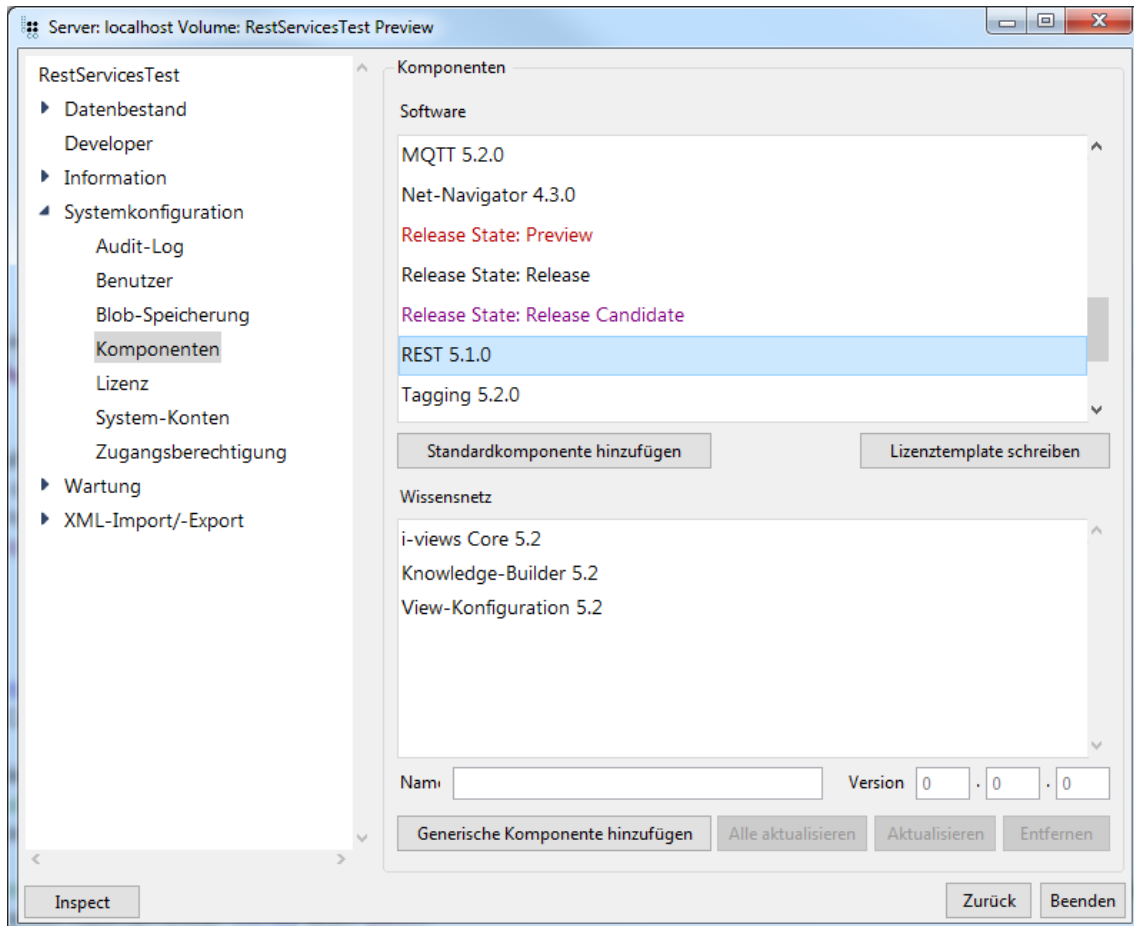 Server: localhost Volume: RestServicesTest Preview
RestServicesTest
Datenbestand
Developer
Information
Systemkonfiguration
Audit-Log
Benutzer
Blob-Speicherung
Komponenten
Lizenz
System-Konten
Zugangsberechtigung
Wartung
XML-Import/-Export
Inspect
Komponenten
Software
MQTT 5.2.0
Net-Navigator 4.3.0
Release State: Preview
Release State: Release
Release State: Release Candidate
REST 5.1.0
Tagging 5.2.0
Standardkomponente hinzufügen Lizenztemplate schreiben
Wissensnetz
i-views Core 5.2
Knowledge-Builder 5.2
View-Konfiguration 5.2
Nam Version 0 . 0 . 0
Generische Komponente hinzufügen Alle aktualisieren Aktualisieren Entfernen
Zurück Beenden